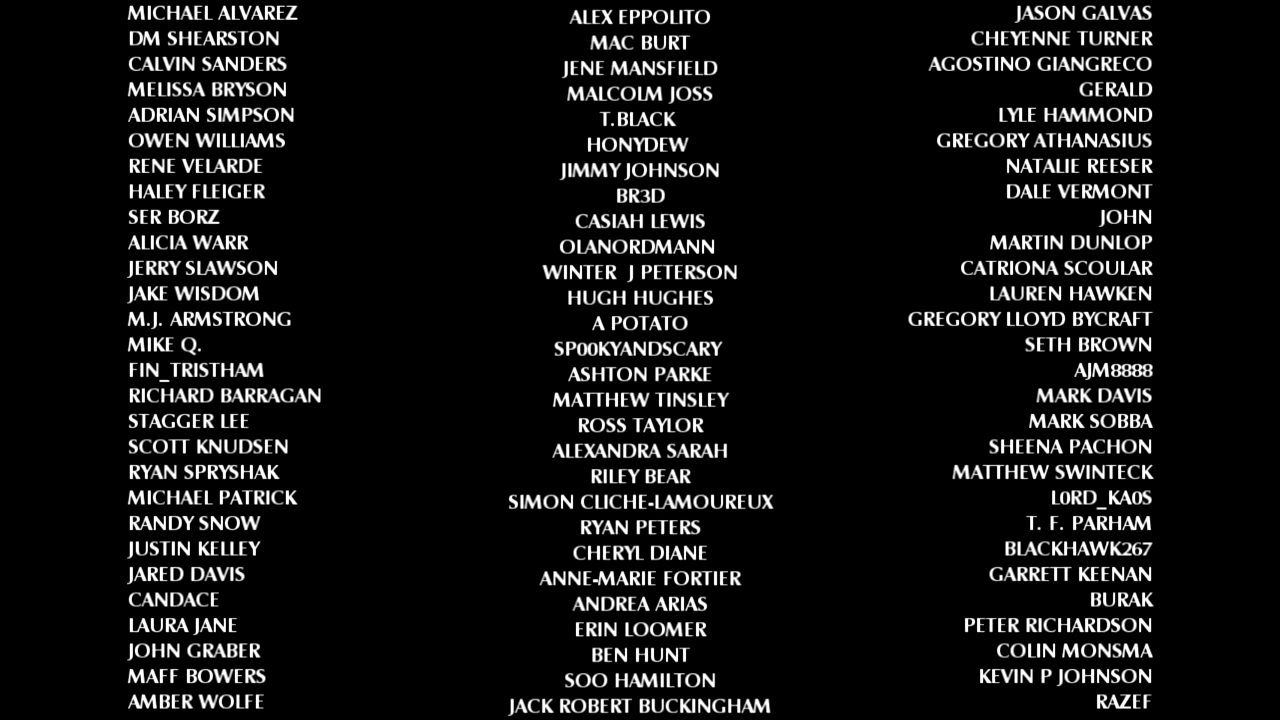 MICHAEL ALVAREZ
DM SHEARSTON
CALVIN SANDERS
MELISSA BRYSON
ADRIAN SIMPSON
OWEN WILLIAMS
RENE VELARDE
HALEY FLEIGER
SER BORZ
ALICIA WARR
JERRY SLAWSON
JAKE WISDOM
M.J. ARMSTRONG
MIKE Q.
FIN_TRISTHAM
RICHARD BARRAGAN
STAGGER LEE
SCOTT KNUDSEN
RYAN SPRYSHAK
MICHAEL PATRICK
RANDY SNOW
JUSTIN KELLEY
JARED DAVIS
CANDACE
LAURA JANE
JOHN GRABER
MAFF BOWERS
AMBER WOLFE
ALEX EPPOLITO
MAC BURT
JENE MANSFIELD
MALCOLM JOSS
T.BLACK
HONYDEW
JIMMY JOHNSON
BR3D
CASIAH LEWIS
OLANORDMANN
WINTER  J PETERSON
HUGH HUGHES
A POTATO
SP00KYANDSCARY
ASHTON PARKE
MATTHEW TINSLEY
ROSS TAYLOR
ALEXANDRA SARAH
RILEY BEAR
SIMON CLICHE-LAMOUREUX
RYAN PETERS
CHERYL DIANE
ANNE-MARIE FORTIER
ANDREA ARIAS
ERIN LOOMER
BEN HUNT
SOO HAMILTON
JACK ROBERT BUCKINGHAM
JASON GALVAS
CHEYENNE TURNER
AGOSTINO GIANGRECO
GERALD
LYLE HAMMOND
GREGORY ATHANASIUS
NATALIE REESER
DALE VERMONT
JOHN
MARTIN DUNLOP
CATRIONA SCOULAR
LAUREN HAWKEN
GREGORY LLOYD BYCRAFT
SETH BROWN
AJM8888
MARK DAVIS
MARK SOBBA
SHEENA PACHON
MATTHEW SWINTECK
L0RD_KA0S
T. F. PARHAM
BLACKHAWK267
GARRETT KEENAN
BURAK
PETER RICHARDSON
COLIN MONSMA
KEVIN P JOHNSON
RAZEF